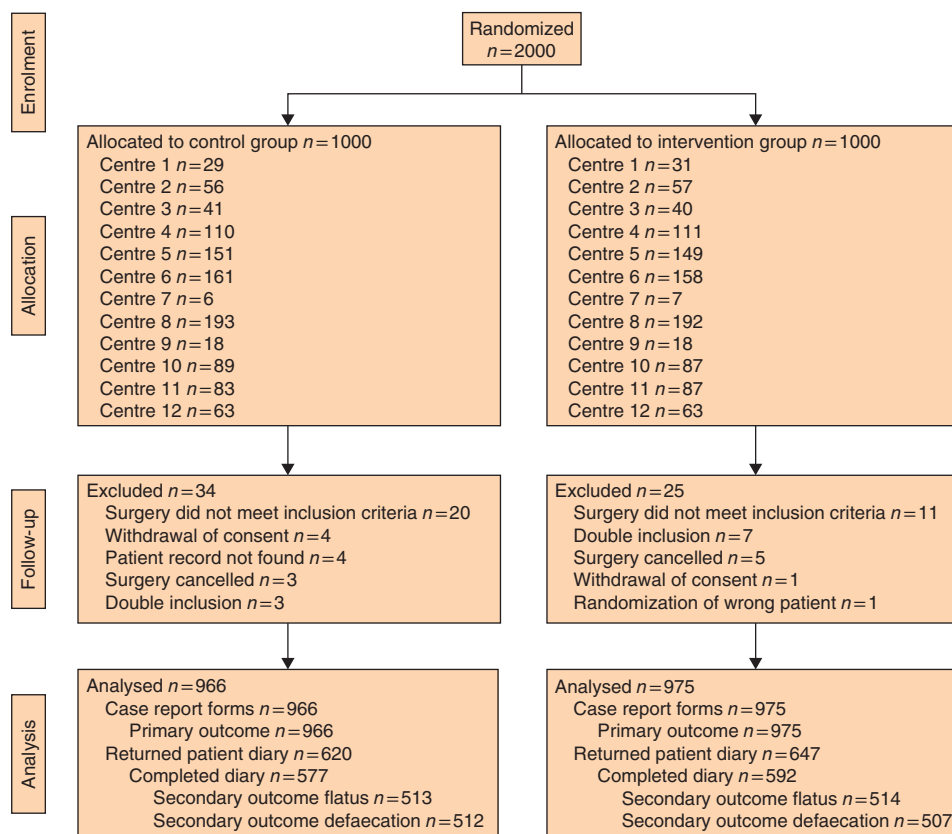 Enrolment
Randomized
n=2000
Allocation
Allocated to control group n=1000
Centre 1 n=29
Centre 2 n=56
Centre 3 n=41
Centre 4 n=110
Centre 5 n=151
Centre 6 n=161
Centre 7 n=6
Centre 8 n=193
Centre 9 n=18
Centre 10 n=89
Centre 11 n=83
Centre 12 n=63
Allocated to intervention group n=1000
Centre 1 n=31
Centre 2 n=57
Centre 3 n=40
Centre 4 n=111
Centre 5 n=149
Centre 6 n=158
Centre 7 n=7
Centre 8 n=192
Centre 9 n=18
Centre 10 n=87
Centre 11 n=87
Centre 12 n=63
Follow-up
Excluded n=34
Surgery did not meet inclusion criteria n=20
Withdrawal of consent n=4
Patient record not found n=4
Surgery cancelled n=3
Double inclusion n=3
Excluded n=25
Surgery did not meet inclusion criteria n=11
Double inclusion n=7
Surgery cancelled n=5
Withdrawal of consent n=1
Randomization of wrong patient n=1
Analysis
Analysed n=966
Case report forms n=966
Primary outcome n=966
Returned patient diary n=620
Completed diary n=577
Secondary outcome flatus n=513
Secondary outcome defaecation n=512
Analysed n=975
Case report forms n=975
Primary outcome n=975
Returned patient diary n=647
Completed diary n=592
Secondary outcome flatus n=514
Secondary outcome defaecation n=507